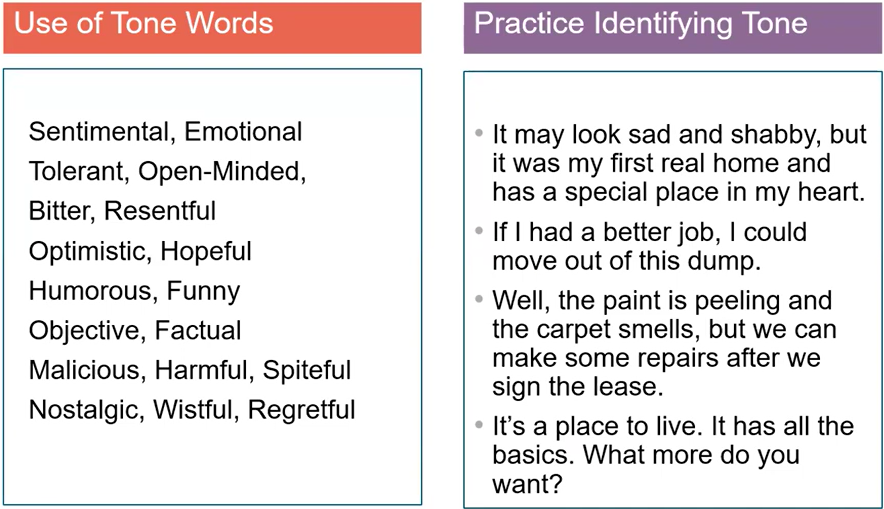 Use of Tone Words
Sentimental, Emotional
Tolerant, Open-Minded,
Bitter, Resentful
Optimistic, Hopeful
Humorous, Funny
Objective, Factual
Malicious, Harmful, Spiteful
Nostalgic, Wistful, Regretful
Practice Identifying Tone
• It may look sad and shabby, but
it was my first real home and
has a special place in my heart.
• If I had a better job, I could
move out of this dump.
• Well, the paint is peeling and
the carpet smells, but we can
make some repairs after we
sign the lease.
• It’s a place to live. It has all the
basics. What more do you
want?